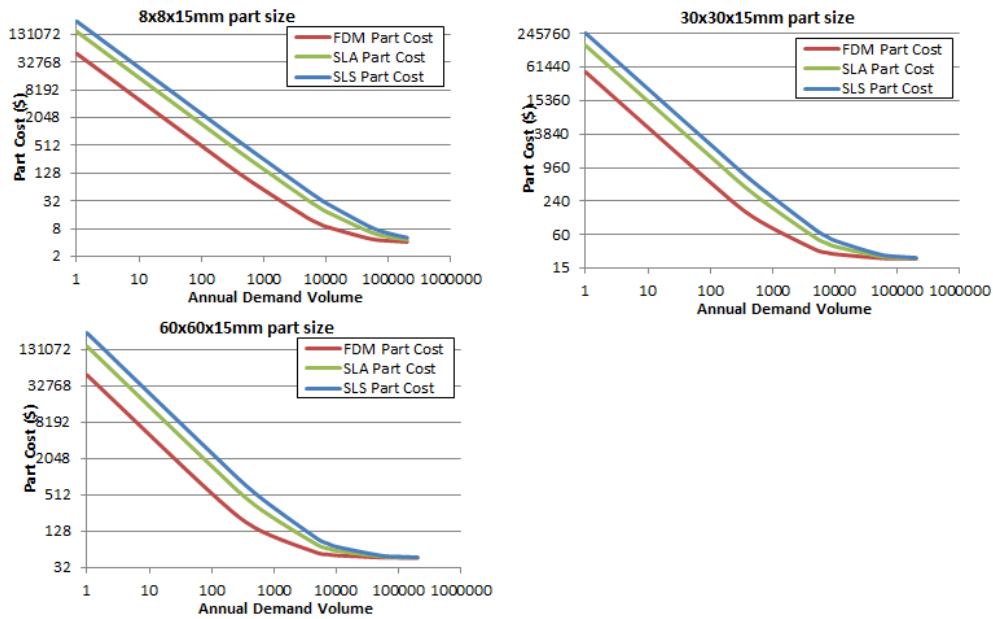 8x8x15mm part size
Part Cost ($)
131072
32768
8192
2048
512
128
32
8
2
FDM Part Cost
SLA Part Cost
SLS Part Cost
1 10 100 1000 10000 100000 1000000
Annual Demand Volume
30x30x15mm part size
Part Cost ($)
245760
61440
15360
3840
960
240
60
15
FDM Part Cost
SLA Part Cost
SLS Part Cost
1 10 100 1000 10000 100000 1000000
Annual Demand Volume
60x60x15mm part size
Part Cost ($)
131072
32768
8192
2048
512
128
32
FDM Part Cost
SLA Part Cost
SLS Part Cost
1 10 100 1000 10000 100000 1000000
Annual Demand Volume